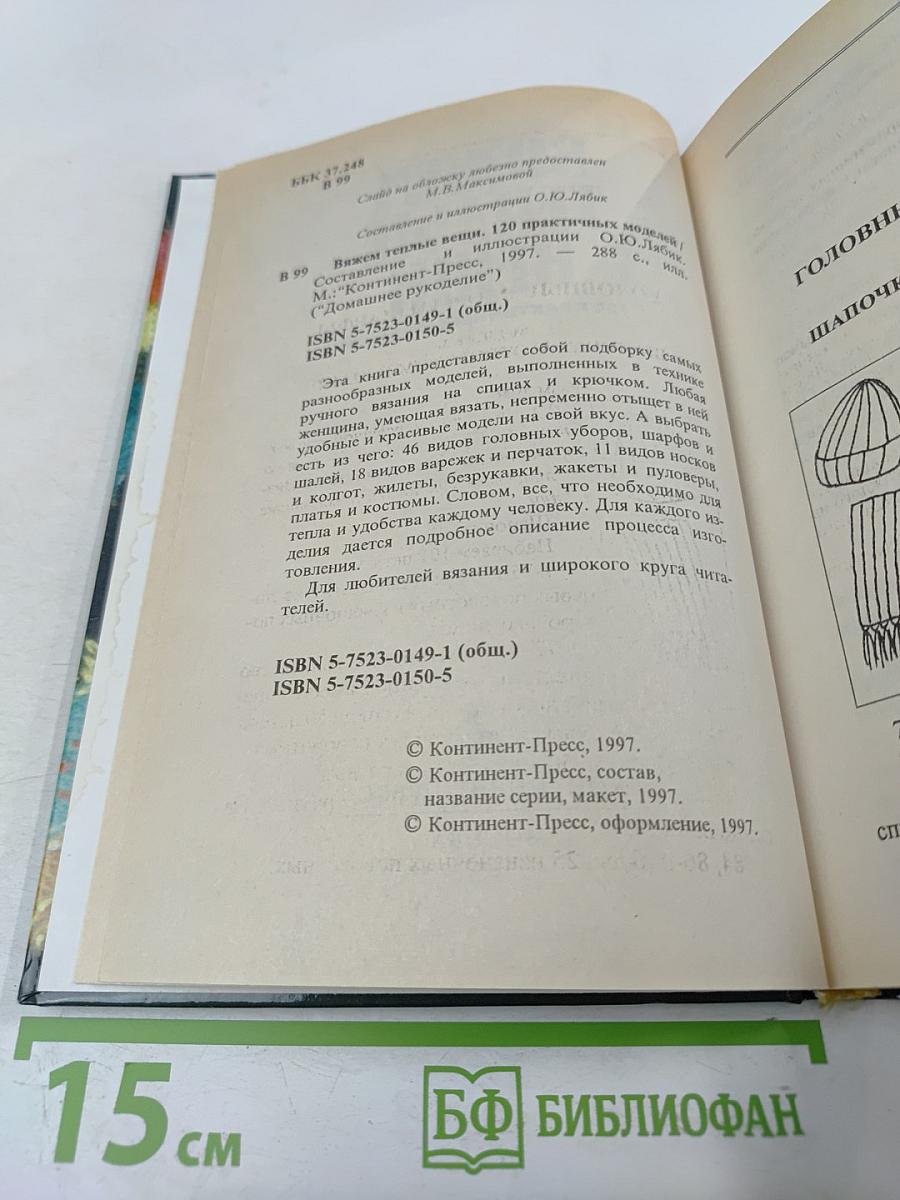 ББК 37.248
В 99
Слайд на обложку любезно предоставлен
М.В.Максимовой
Составление и иллюстрации О.Ю.Лябик
В 99 Вяжем теплые вещи. 120 практичных моделей /
Составление и иллюстрации О.Ю.Лябик.
М.:"Континент-Пресс, 1997. — 288 с., илл.
("Домашнее рукоделие")
ISBN 5-7523-0149-1 (общ.)
ISBN 5-7523-0150-5
Эта книга представляет собой подборку самых
разнообразных моделей, выполненных в технике
ручного вязания на спицах и крючком. Любая
женщина, умеющая вязать, непременно отыщет в ней
удобные и красивые модели на свой вкус. А выбрать
есть из чего: 46 видов головных уборов, шарфов и
шалей, 18 видов варежек и перчаток, 11 видов носков
и колгот, жилеты, безрукавки, жакеты и пуловеры,
платья и костюмы. Словом, все, что необходимо для
тепла и удобства каждому человеку. Для каждого из-
делия дается подробное описание процесса изго-
товления.
Для любителей вязания и широкого круга чита-
телей.
ISBN 5-7523-0149-1 (общ.)
ISBN 5-7523-0150-5
© Континент-Пресс, 1997.
© Континент-Пресс, состав,
название серии, макет, 1997.
© Континент-Пресс, оформление, 1997.
ГОЛОВНЫ
ШАПОЧК
7
сп
15 см
БФ БИБЛИОФАН